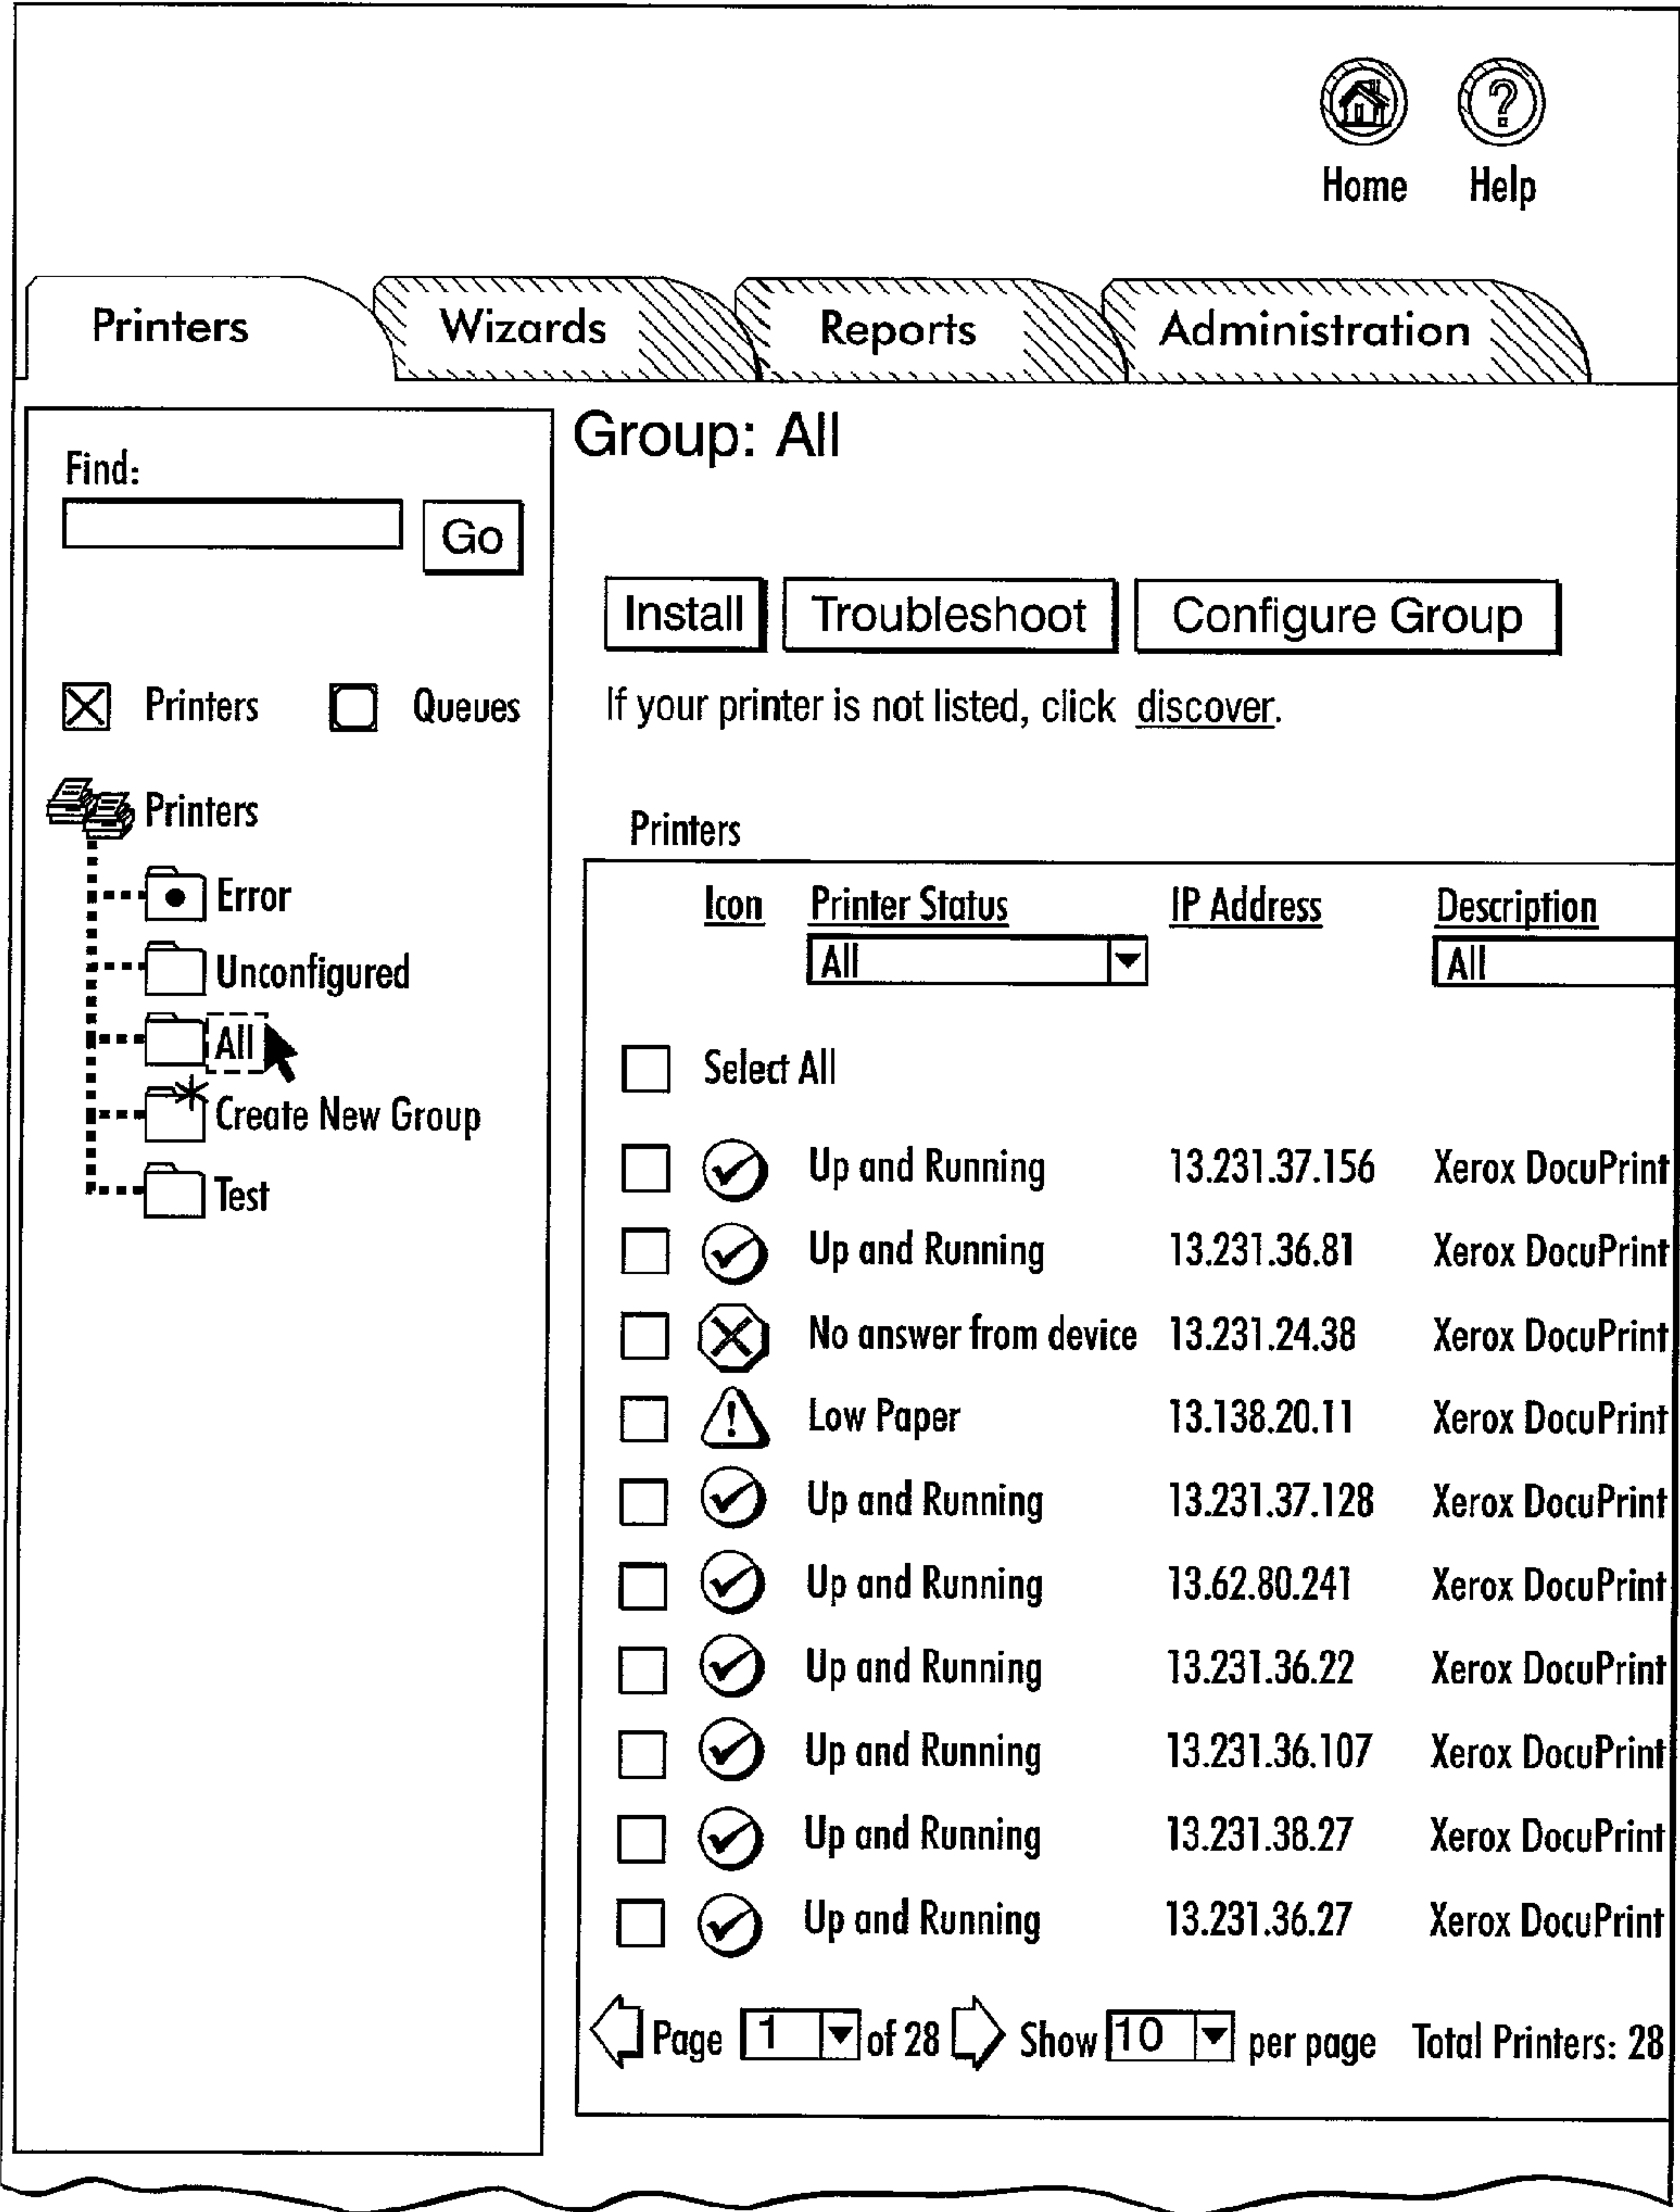 Home Help
Printers Wizards Reports Administration
Find:
Go
Printers Queues
Printers
Error
Unconfigured
All
Create New Group
Test
Group: All
Install Troubleshoot Configure Group
If your printer is not listed, click discover.
Printers
Icon Printer Status IP Address Description
All All
Select All
Up and Running 13.231.37.156 Xerox DocuPrint
Up and Running 13.231.36.81 Xerox DocuPrint
No answer from device 13.231.24.38 Xerox DocuPrint
Low Paper 13.138.20.11 Xerox DocuPrint
Up and Running 13.231.37.128 Xerox DocuPrint
Up and Running 13.62.80.241 Xerox DocuPrint
Up and Running 13.231.36.22 Xerox DocuPrint
Up and Running 13.231.36.107 Xerox DocuPrint
Up and Running 13.231.38.27 Xerox DocuPrint
Up and Running 13.231.36.27 Xerox DocuPrint
Page 1 of 28 Show 10 per page Total Printers: 28